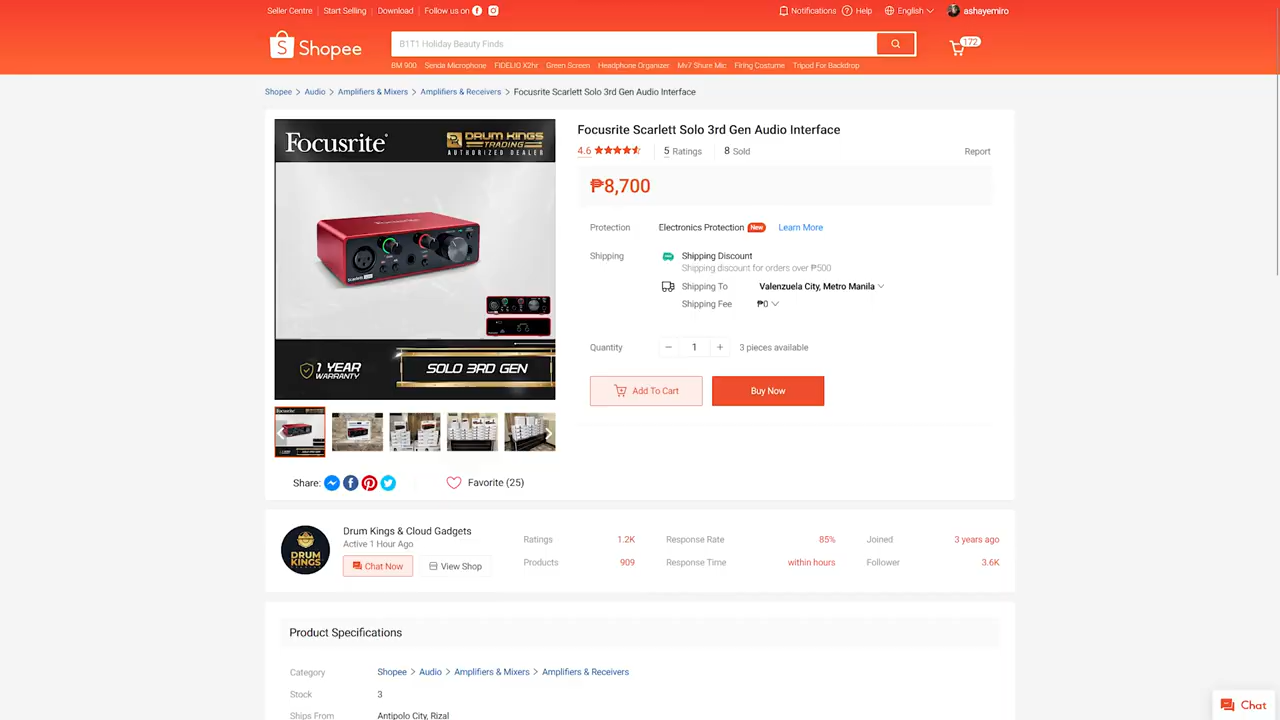 Seller Centre | Start Selling | Download | Follow us on
Notifications Help English ashayemiro
Shopee
B1T1 Holiday Beauty Finds
172
BM 900 Senda Microphone FIDELIO X2hr Green Screen Headphone Organizer Mv7 Shure Mic Firing Costume Tripod For Backdrop
Shopee > Audio > Amplifiers & Mixers > Amplifiers & Receivers > Focusrite Scarlett Solo 3rd Gen Audio Interface
Focusrite
DRUM KINGS
TRADING
AUTHORIZED DEALER
1 YEAR
WARRANTY
SOLO 3RD GEN
Focusrite Scarlett Solo 3rd Gen Audio Interface
4.6 5 Ratings 8 Sold Report
₱8,700
Protection Electronics Protection New Learn More
Shipping Shipping Discount
Shipping discount for orders over ₱500
Shipping To Valenzuela City, Metro Manila
Shipping Fee ₱0
Quantity − 1 + 3 pieces available
Add To Cart Buy Now
Share: Favorite (25)
Drum Kings & Cloud Gadgets
Active 1 Hour Ago
Chat Now View Shop
DRUM
KINGS
Ratings 1.2K Response Rate 85% Joined 3 years ago
Products 909 Response Time within hours Follower 3.6K
Product Specifications
Category Shopee > Audio > Amplifiers & Mixers > Amplifiers & Receivers
Stock 3
Ships From Antipolo City, Rizal
Chat